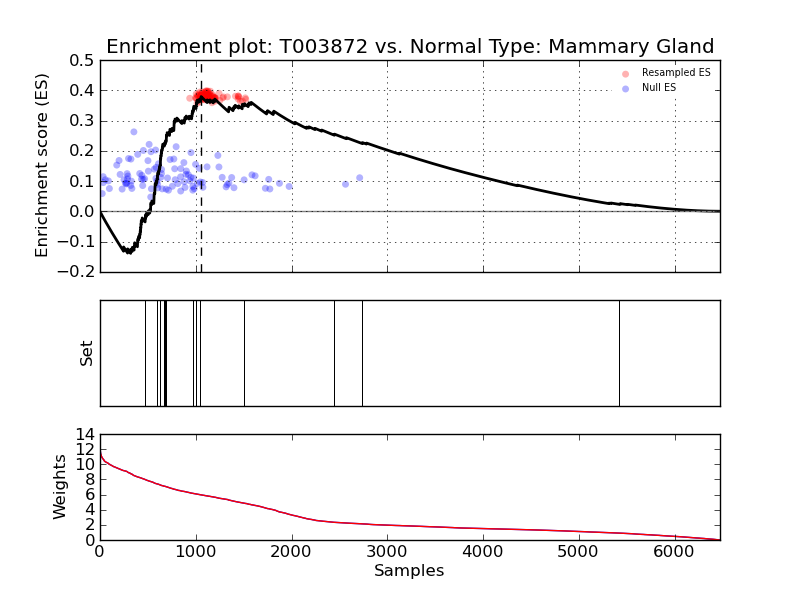 Enrichment plot: T003872 vs. Normal Type: Mammary Gland
Enrichment score (ES)
0.5
0.4
0.3
0.2
0.1
0.0
−0.1
−0.2
Resampled ES
Null ES
Set
Weights
14
12
10
8
6
4
2
0
0 1000 2000 3000 4000 5000 6000
Samples